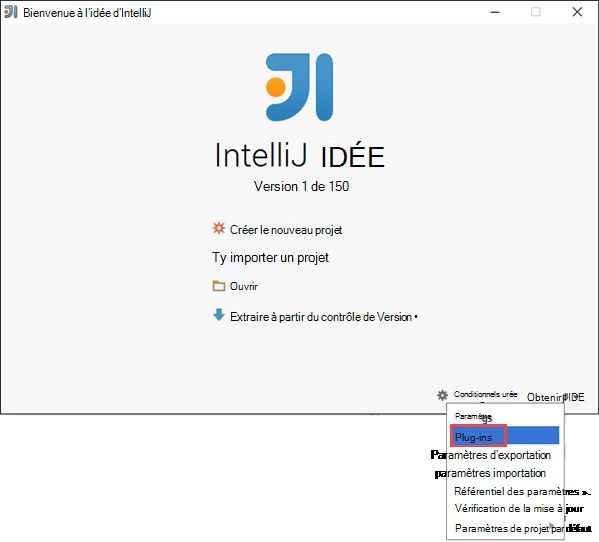 Bienvenue à l'idée d'IntelliJ
IntelliJ IDÉE
Version 1 de 150
Créer le nouveau projet
Ty importer un projet
Ouvrir
Extraire à partir du contrôle de Version •
Conditionnels urée
Obtenir IDE
Paramètre
gs
Plug-ins
Paramètres d'exportation
paramètres importation
Référentiel des paramètres »..
Vérification de la mise à jour
Paramètres de projet par défaut